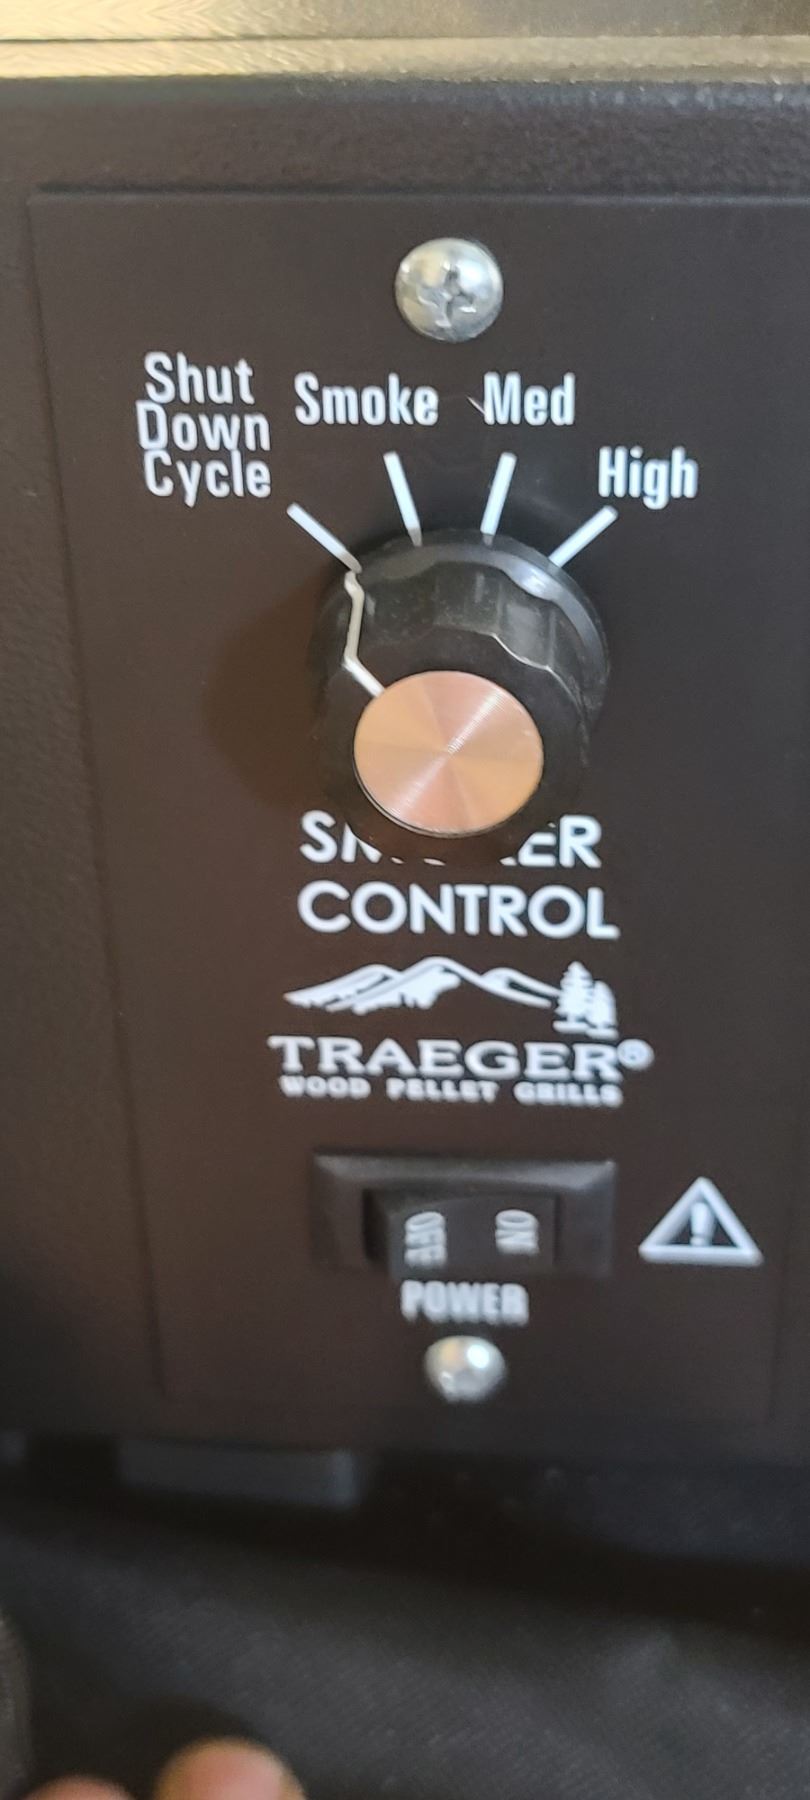 Shut
Down
Cycle
Smoke
Med
High
CONTROL
TRAEGER®
WOOD PELLET GRILLS
OFF
ON
POWER